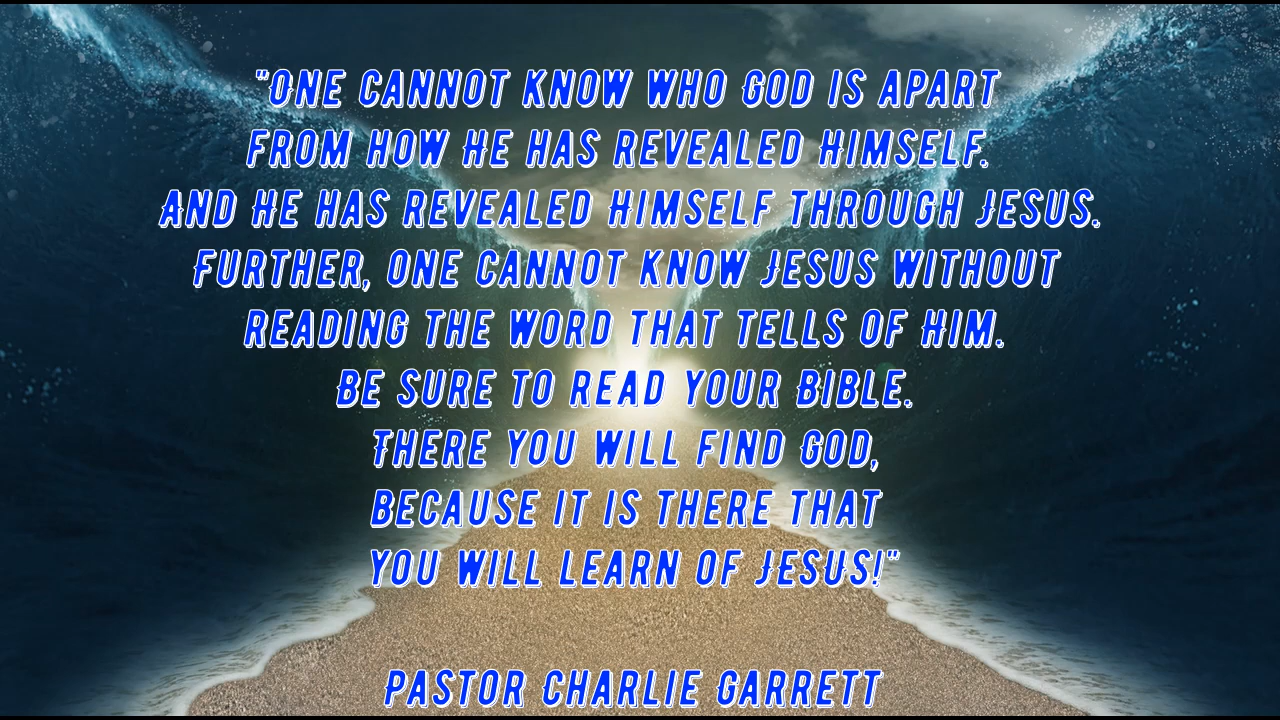 "One cannot know who God is apart
from how He has revealed Himself.
And He has revealed Himself through Jesus.
Further, one cannot know Jesus without
reading the Word that tells of Him.
Be sure to read your Bible.
There you will find God,
because it is there that
you will learn of Jesus!"
Pastor Charlie Garrett